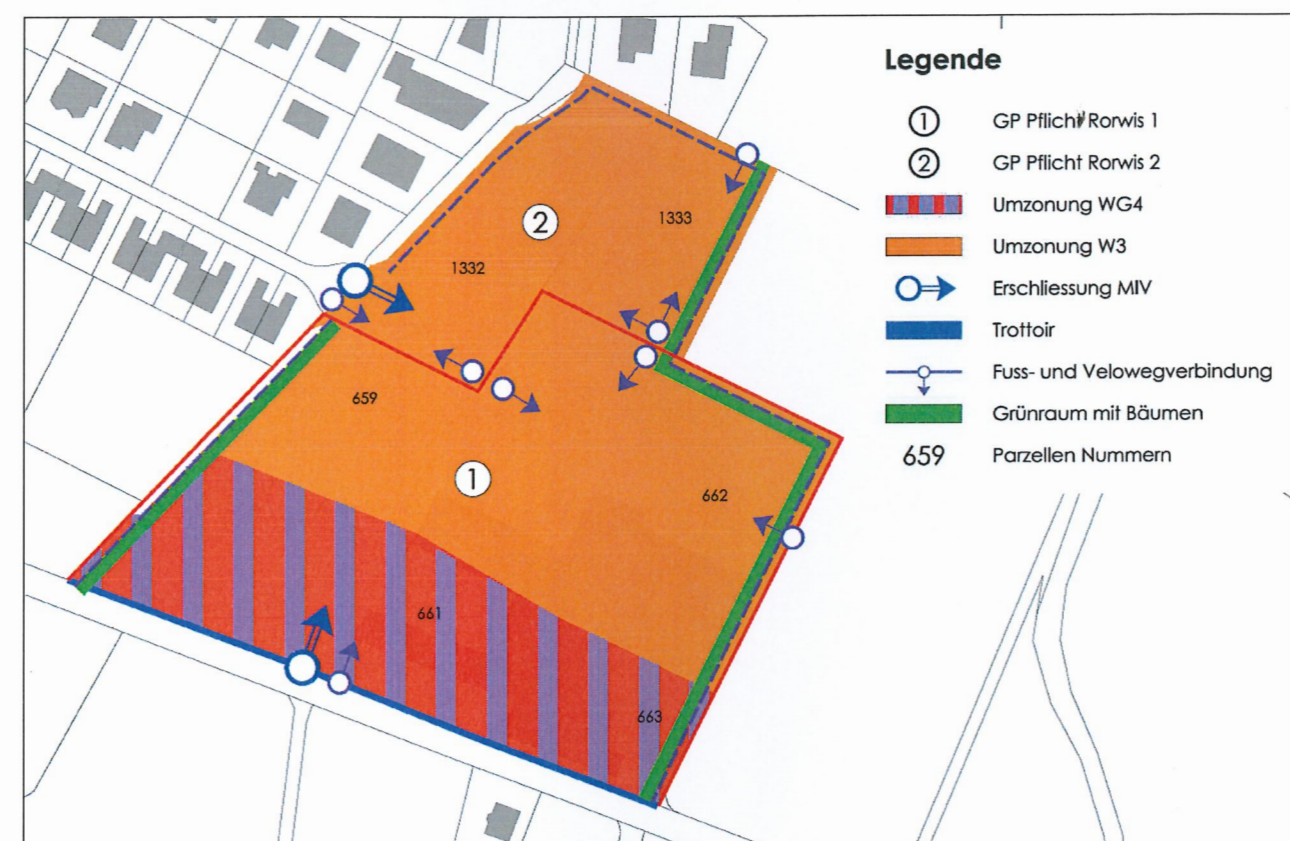 Legende
① GP Pflicht Rorwis 1
② GP Pflicht Rorwis 2
Umzonung WG4
Umzonung W3
Erschliessung MIV
Trottoir
Fuss- und Velowegverbindung
Grünraum mit Bäumen
659 Parzellen Nummern
②
1333
1332
659
①
662
661
663